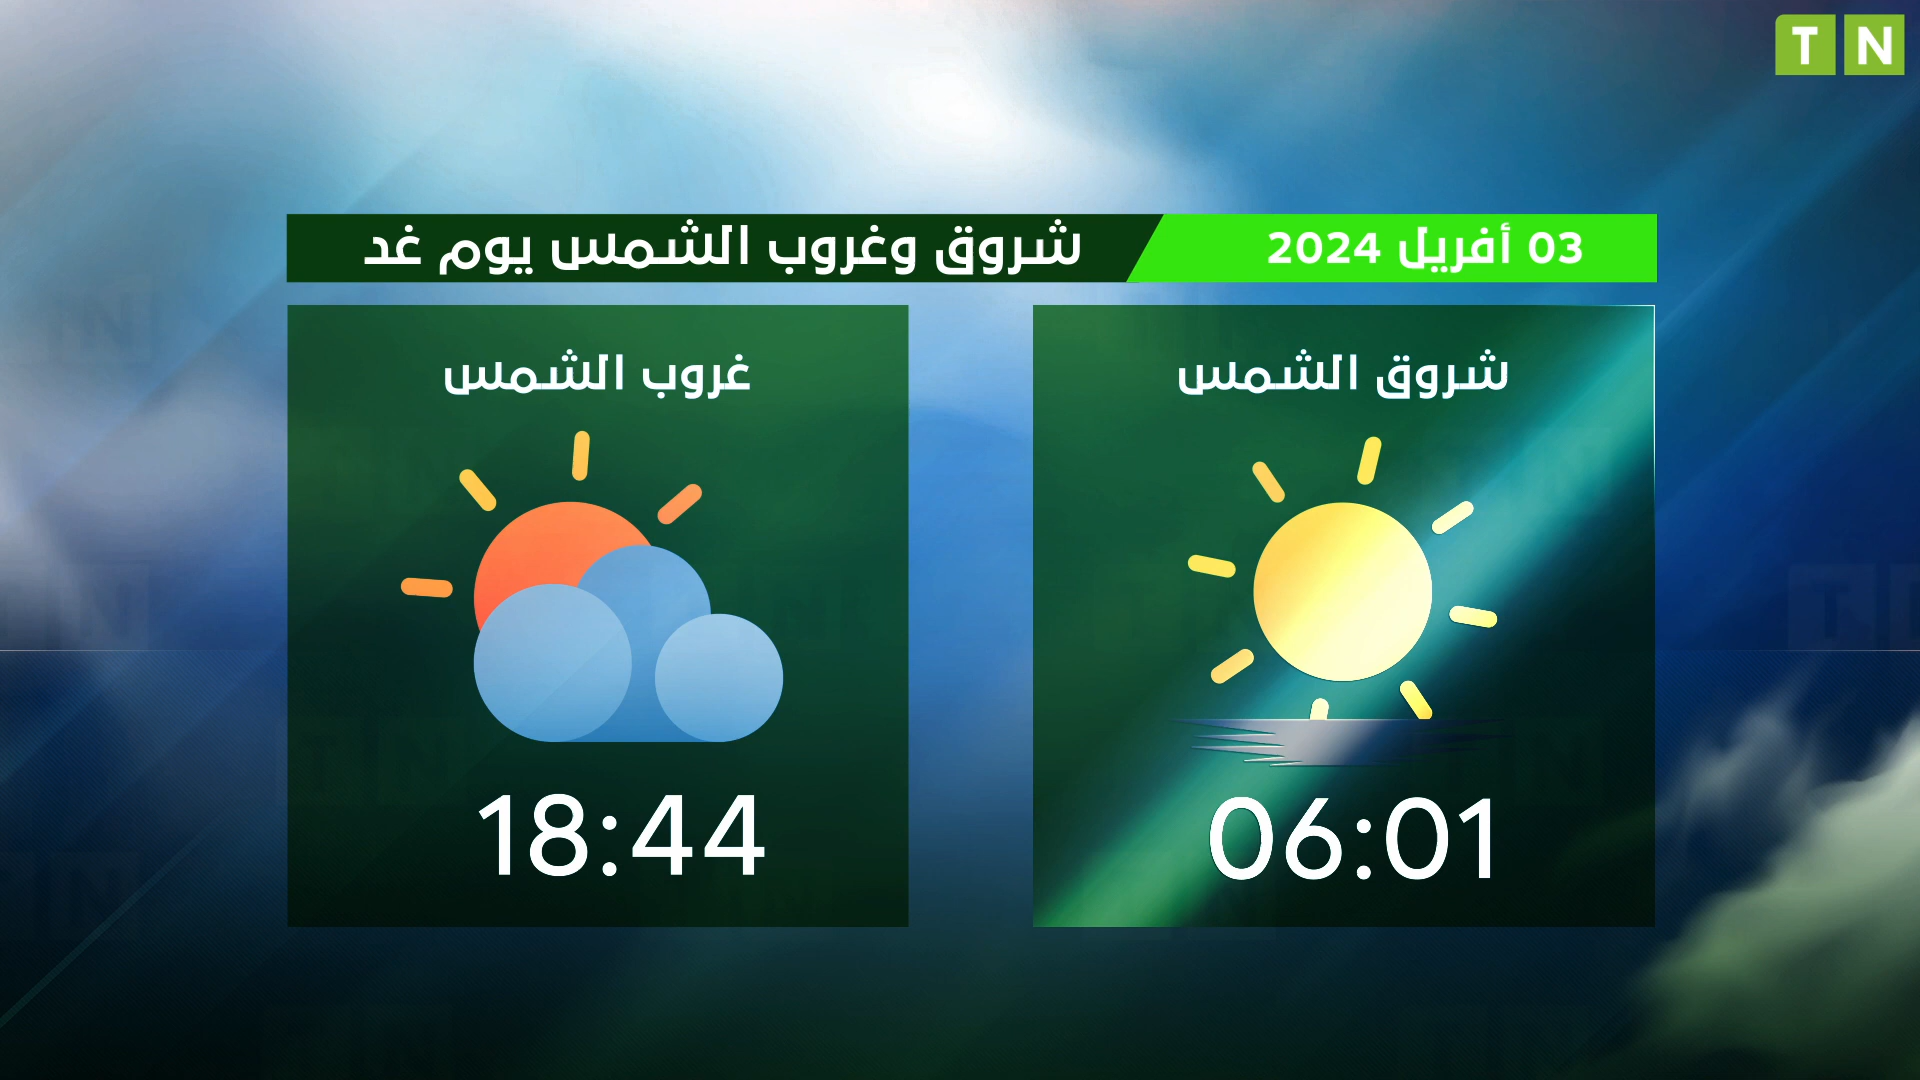 TN
03 أفريل 2024
شروق وغروب الشمس يوم غد
شروق الشمس
06:01
غروب الشمس
18:44